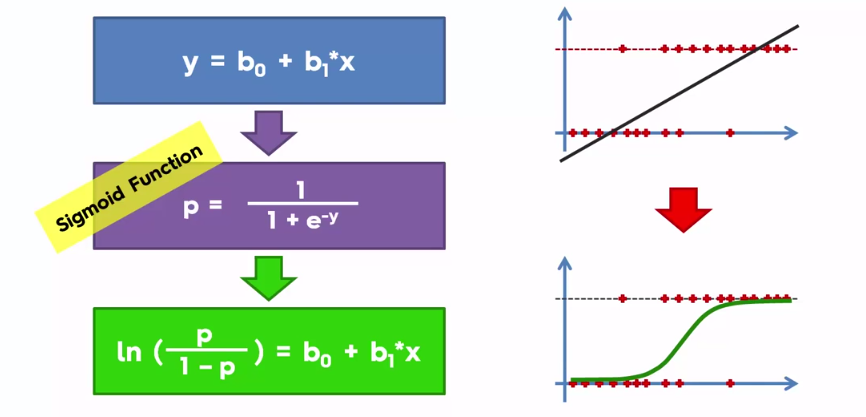 y = b₀ + b₁*x
Sigmoid Function
p = 1 / 1 + e⁻ʸ
ln ( p / 1 - p ) = b₀ + b₁*x